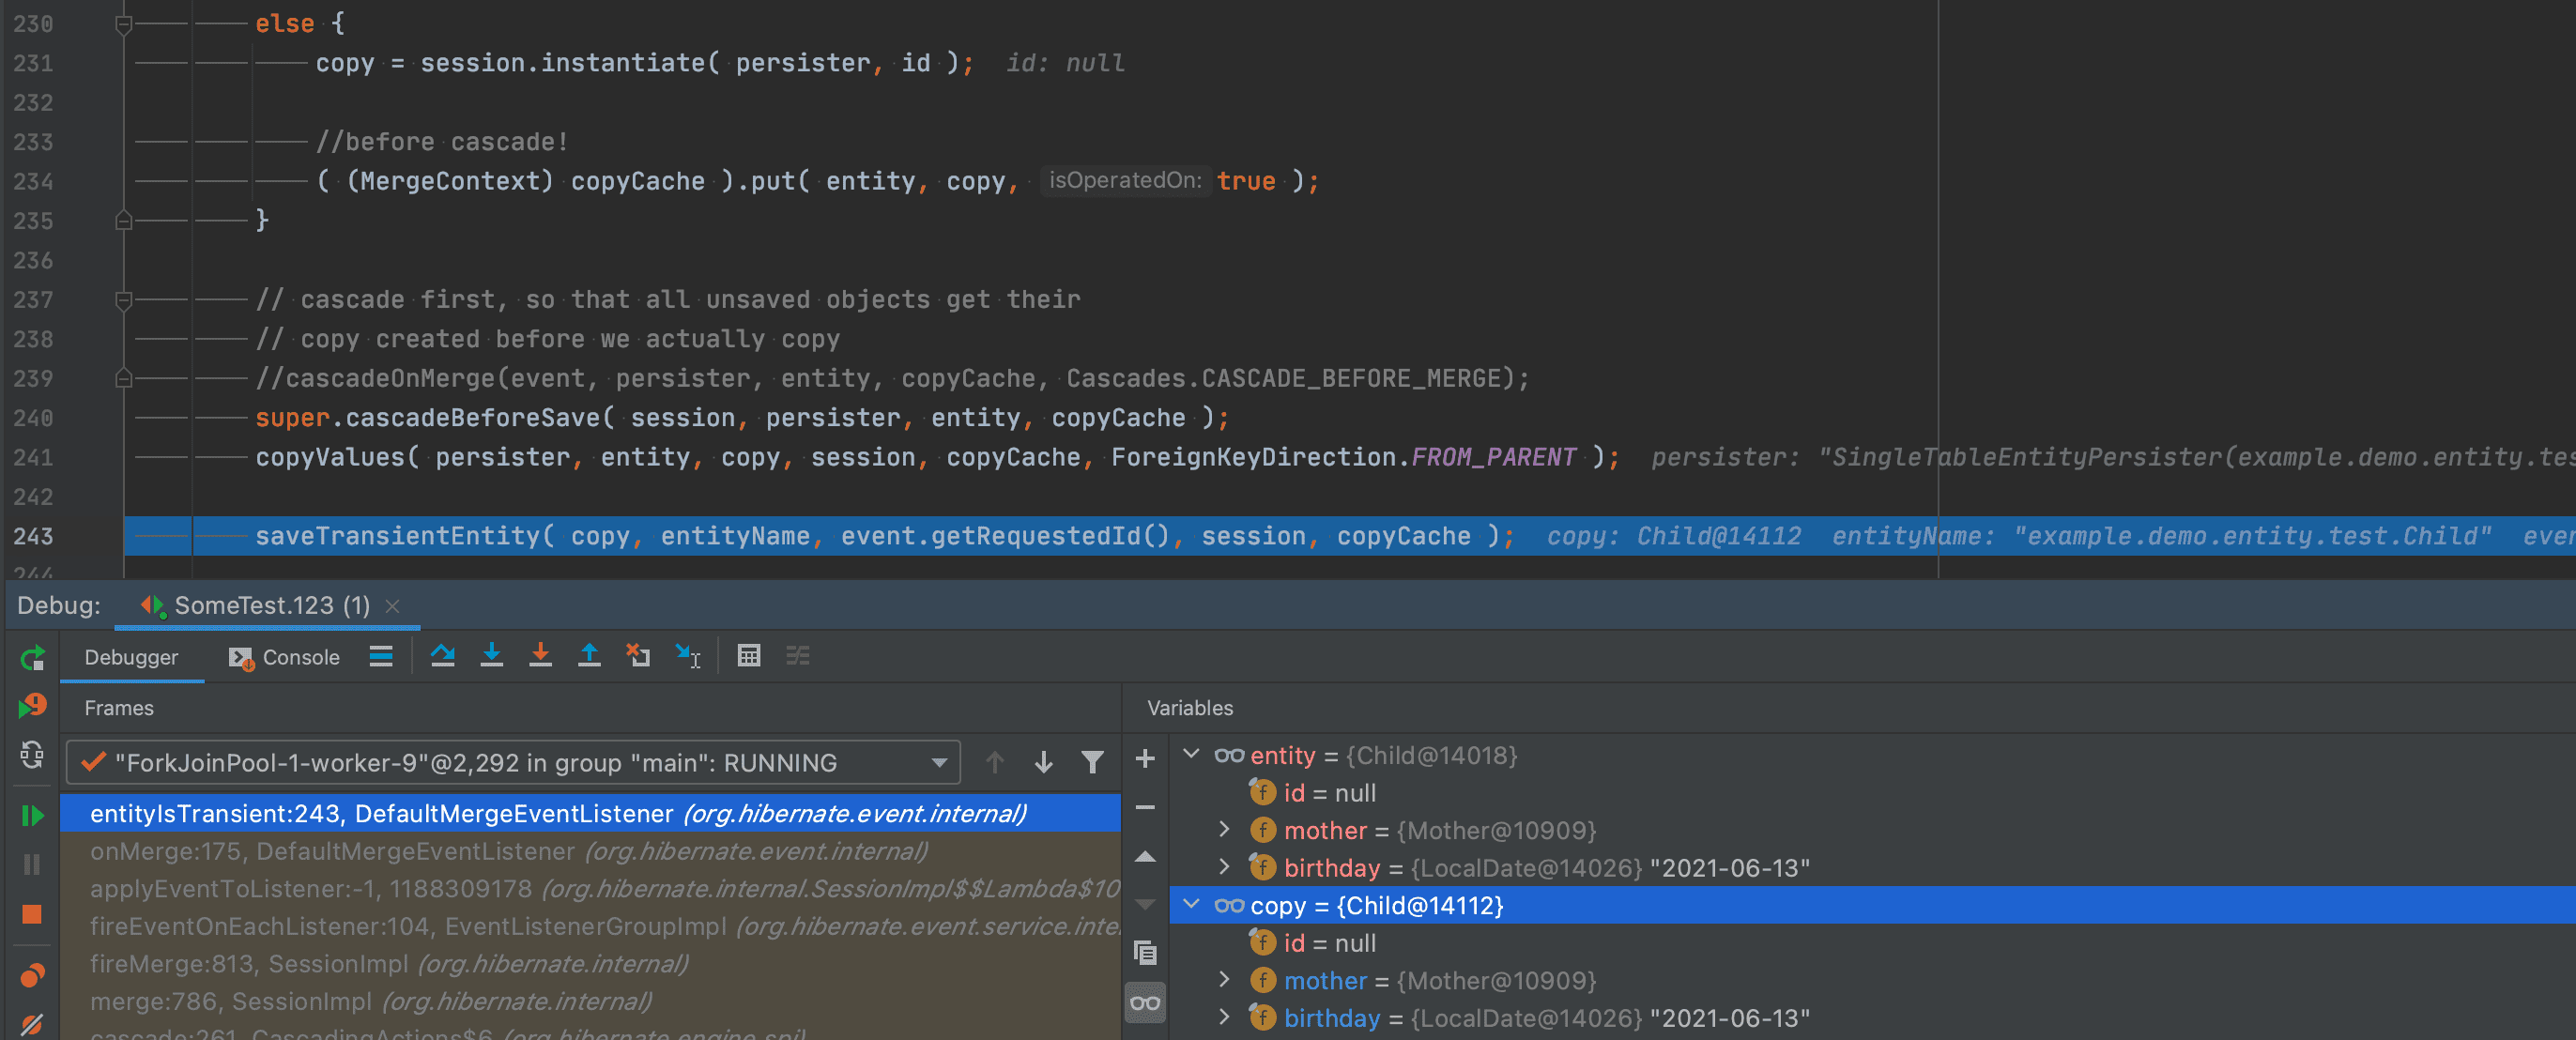 230 else {
231 copy = session.instantiate( persister, id ); id: null
232
233 //before cascade!
234 ( (MergeContext) copyCache ).put( entity, copy, isOperatedOn: true );
235 }
236
237 // cascade first, so that all unsaved objects get their
238 // copy created before we actually copy
239 //cascadeOnMerge(event, persister, entity, copyCache, Cascades.CASCADE_BEFORE_MERGE);
240 super.cascadeBeforeSave( session, persister, entity, copyCache );
241 copyValues( persister, entity, copy, session, copyCache, ForeignKeyDirection.FROM_PARENT ); persister: "SingleTableEntityPersister(example.demo.entity.tes
242
243 saveTransientEntity( copy, entityName, event.getRequestedId(), session, copyCache ); copy: Child@14112 entityName: "example.demo.entity.test.Child" even
244
Debug: SomeTest.123 (1)
Debugger Console
Frames
Variables
"ForkJoinPool-1-worker-9"@2,292 in group "main": RUNNING
entityIsTransient:243, DefaultMergeEventListener (org.hibernate.event.internal)
onMerge:175, DefaultMergeEventListener (org.hibernate.event.internal)
applyEventToListener:-1, 1188309178 (org.hibernate.internal.SessionImpl$$Lambda$10
fireEventOnEachListener:104, EventListenerGroupImpl (org.hibernate.event.service.inte
fireMerge:813, SessionImpl (org.hibernate.internal)
merge:786, SessionImpl (org.hibernate.internal)
cascade:261, CascadingActions$6 (org.hibernate.engine.spi)
entity = {Child@14018}
id = null
mother = {Mother@10909}
birthday = {LocalDate@14026} "2021-06-13"
copy = {Child@14112}
id = null
mother = {Mother@10909}
birthday = {LocalDate@14026} "2021-06-13"